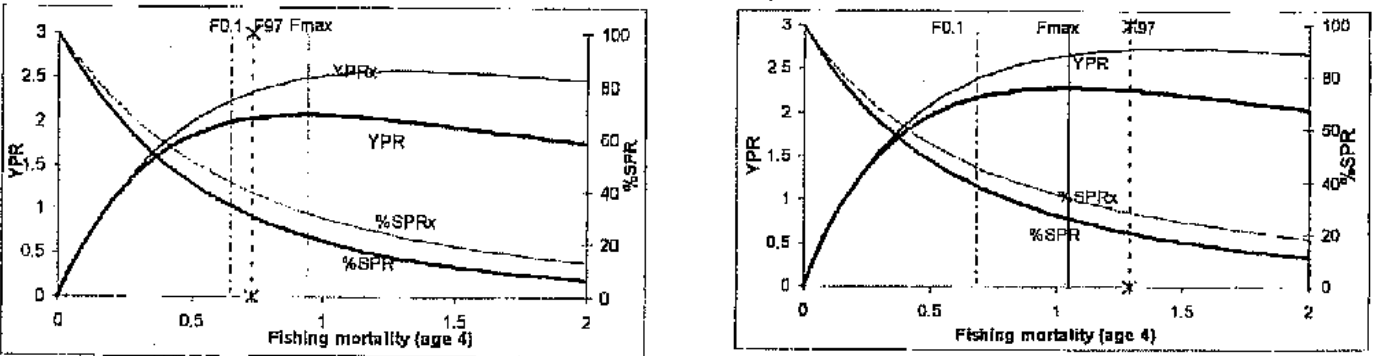 F0.1 F97 Fmax
3
2.5
2
1.5
1
0.5
0
YPR
100
80
60
40
20
0
%SPR
YPRx
YPR
%SPRx
%SPR
0 0.5 1 1.5 2
Fishing mortality (age 4)
F0.1 Fmax F97
3
2.5
2
1.5
1
0.5
0
YPR
100
80
60
40
20
0
%SPR
YPR
%SPRx
%SPR
0 0.5 1 1.5 2
Fishing mortality (age 4)